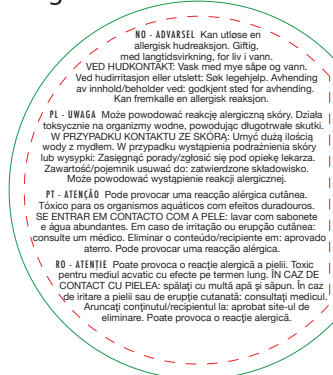 NO - ADVARSEL Kan utløse en
allergisk hudreaksjon. Giftig,
med langtidsvirkning, for liv i vann.
VED HUDKONTAKT: Vask med mye såpe og vann.
Ved hudirritasjon eller utslett: Søk legehjelp. Avhending
av innhold/beholder ved: godkjent sted for avhending.
Kan fremkalle en allergisk reaksjon.
PL - UWAGA Może powodować reakcję alergiczną skóry. Działa
toksycznie na organizmy wodne, powodując długotrwałe skutki.
W PRZYPADKU KONTAKTU ZE SKÓRĄ: Umyć dużą ilością
wody z mydłem. W przypadku wystąpienia podrażnienia skóry
lub wysypki: Zasięgnąć porady/zgłosić się pod opiekę lekarza.
Zawartość/pojemnik usuwać do: zatwierdzone składowisko.
Może powodować wystąpienie reakcji alergicznej.
PT - ATENÇÃO Pode provocar uma reacção alérgica cutânea.
Tóxico para os organismos aquáticos com efeitos duradouros.
SE ENTRAR EM CONTACTO COM A PELE: lavar com sabonete
e água abundantes. Em caso de irritação ou erupção cutânea:
consulte um médico. Eliminar o conteúdo/recipiente em: aprovado
aterro. Pode provocar uma reacção alérgica.
RO - ATENȚIE Poate provoca o reacție alergică a pielii. Toxic
pentru mediul acvatic cu efecte pe termen lung. ÎN CAZ DE
CONTACT CU PIELEA: spălați cu multă apă și săpun. În caz
de iritare a pielii sau de erupție cutanată: consultați medicul.
Aruncați conținutul/recipientul la: aprobat site-ul de
eliminare. Poate provoca o reacție alergică.